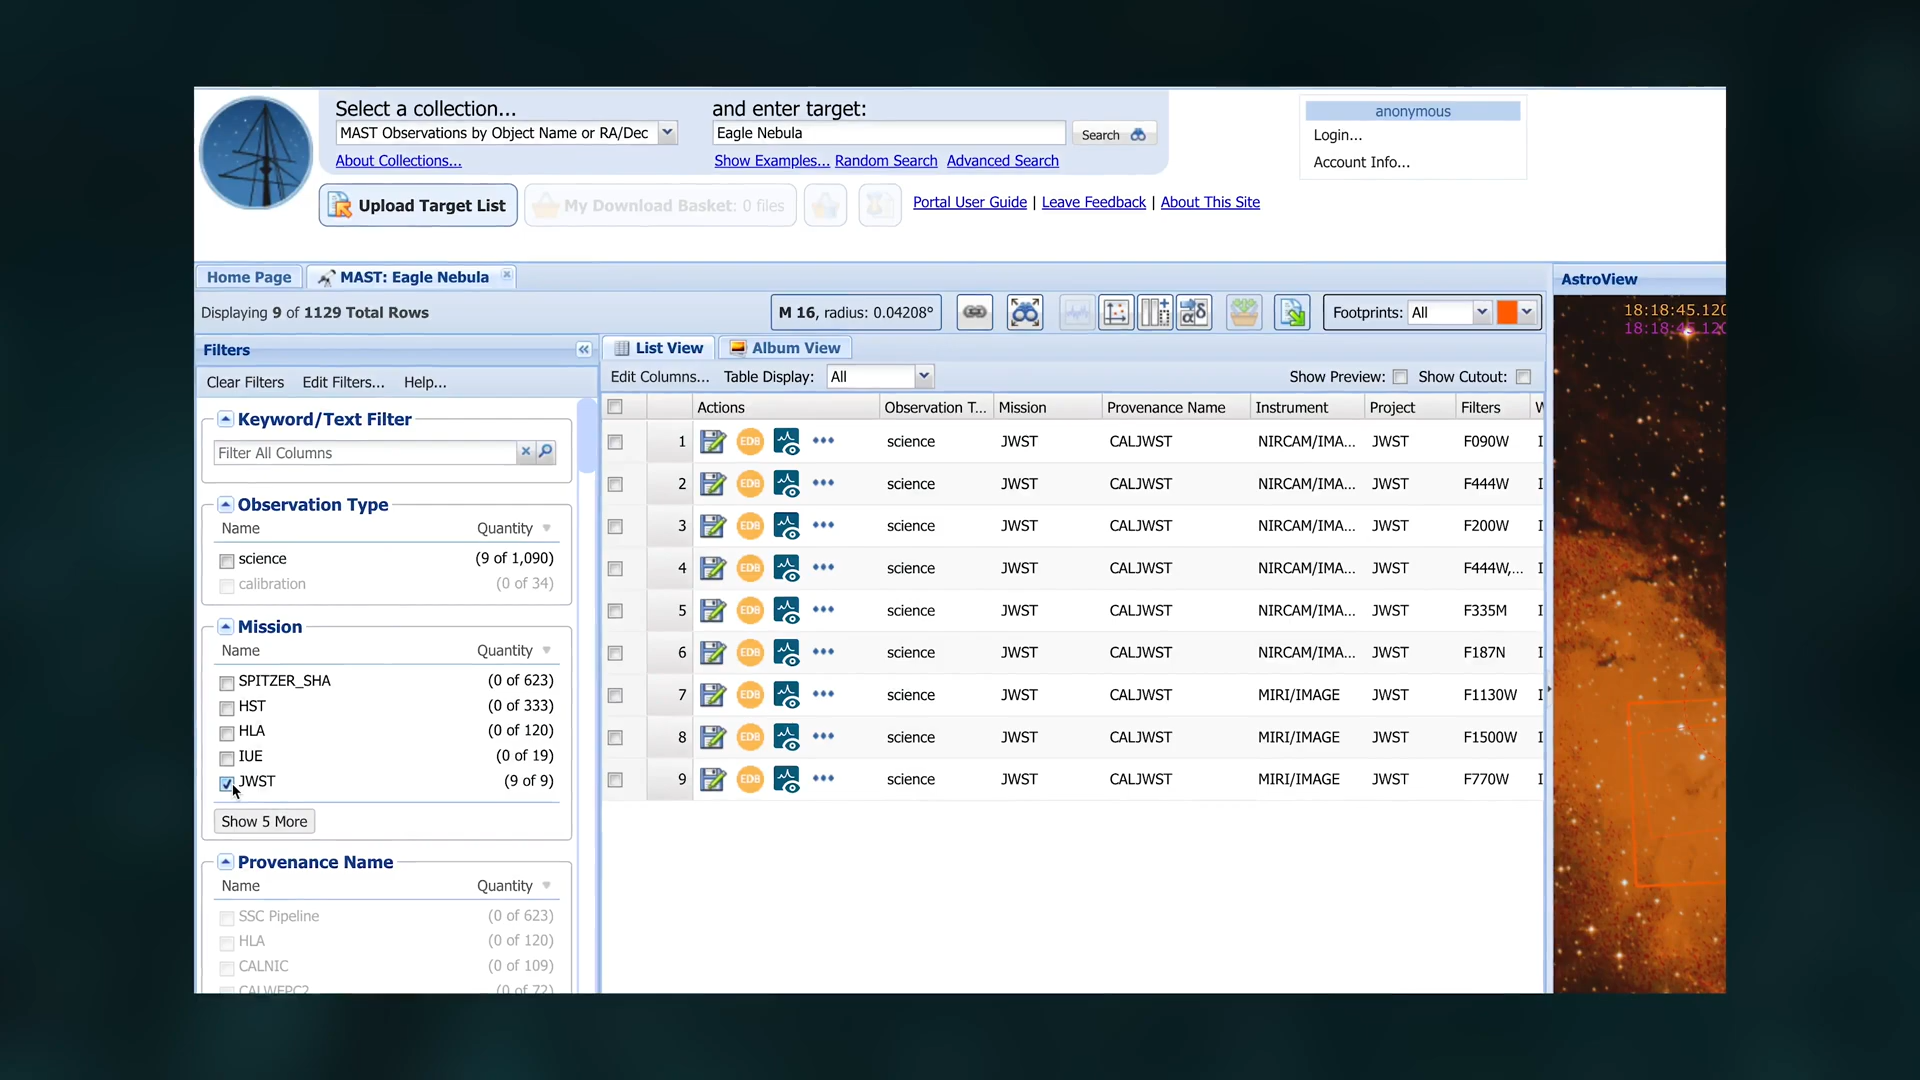 Select a collection...
and enter target:
MAST Observations by Object Name or RA/Dec
Eagle Nebula
Search
About Collections...
Show Examples...
Random Search
Advanced Search
anonymous
Login...
Account Info...
Upload Target List
My Download Basket: 0 files
Portal User Guide | Leave Feedback | About This Site
Home Page
MAST: Eagle Nebula
Displaying 9 of 1129 Total Rows
M 16, radius: 0.04208°
Footprints: All
AstroView
18:18:45.120
18:18:45.120
Filters
Clear Filters
Edit Filters...
Help...
Keyword/Text Filter
Filter All Columns
Observation Type
Name Quantity
science (9 of 1,090)
calibration (0 of 34)
Mission
Name Quantity
SPITZER_SHA (0 of 623)
HST (0 of 333)
HLA (0 of 120)
IUE (0 of 19)
JWST (9 of 9)
Show 5 More
Provenance Name
Name Quantity
SSC Pipeline (0 of 623)
HLA (0 of 120)
CALNIC (0 of 109)
CALWFPC2 (0 of 72)
List View
Album View
Edit Columns...
Table Display: All
Show Preview:
Show Cutout:
Actions Observation T... Mission Provenance Name Instrument Project Filters W
1 EDB science JWST CALJWST NIRCAM/IMA... JWST F090W I
2 EDB science JWST CALJWST NIRCAM/IMA... JWST F444W I
3 EDB science JWST CALJWST NIRCAM/IMA... JWST F200W I
4 EDB science JWST CALJWST NIRCAM/IMA... JWST F444W,... I
5 EDB science JWST CALJWST NIRCAM/IMA... JWST F335M I
6 EDB science JWST CALJWST NIRCAM/IMA... JWST F187N I
7 EDB science JWST CALJWST MIRI/IMAGE JWST F1130W I
8 EDB science JWST CALJWST MIRI/IMAGE JWST F1500W I
9 EDB science JWST CALJWST MIRI/IMAGE JWST F770W I